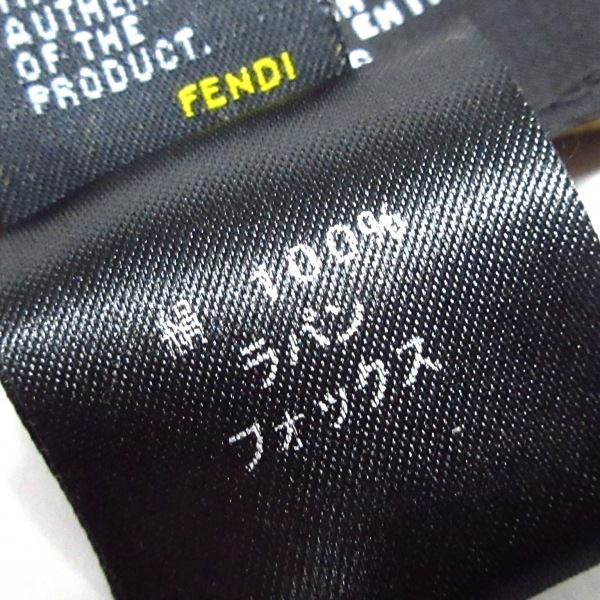 AUTHEN
OF THE
PRODUCT.
FENDI
綿 100%
ラパン
フォックス